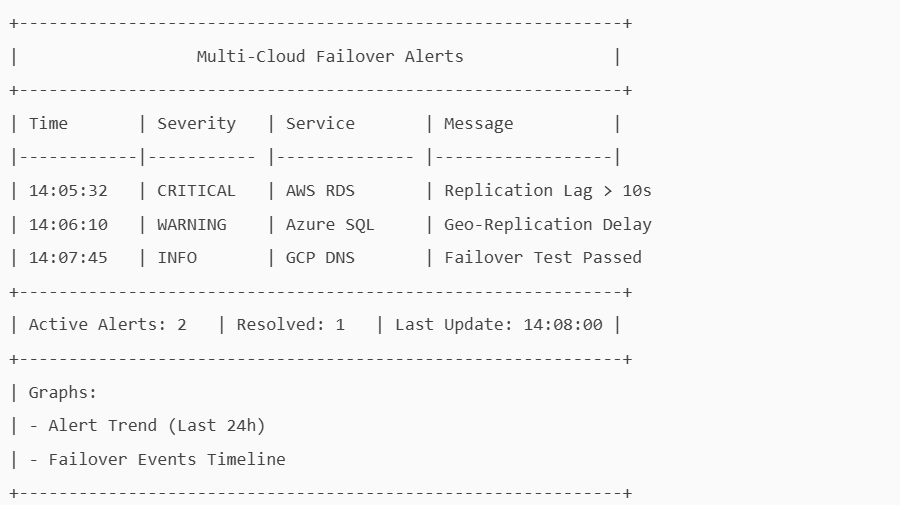 +-------------------------------------------------------------+
|                  Multi-Cloud Failover Alerts               |
+-------------------------------------------------------------+
| Time       | Severity   | Service       | Message          |
|------------|----------- |-------------- |------------------|
| 14:05:32   | CRITICAL   | AWS RDS       | Replication Lag > 10s
| 14:06:10   | WARNING    | Azure SQL     | Geo-Replication Delay
| 14:07:45   | INFO       | GCP DNS       | Failover Test Passed
+-------------------------------------------------------------+
| Active Alerts: 2   | Resolved: 1   | Last Update: 14:08:00 |
+-------------------------------------------------------------+
| Graphs:
| - Alert Trend (Last 24h)
| - Failover Events Timeline
+-------------------------------------------------------------+